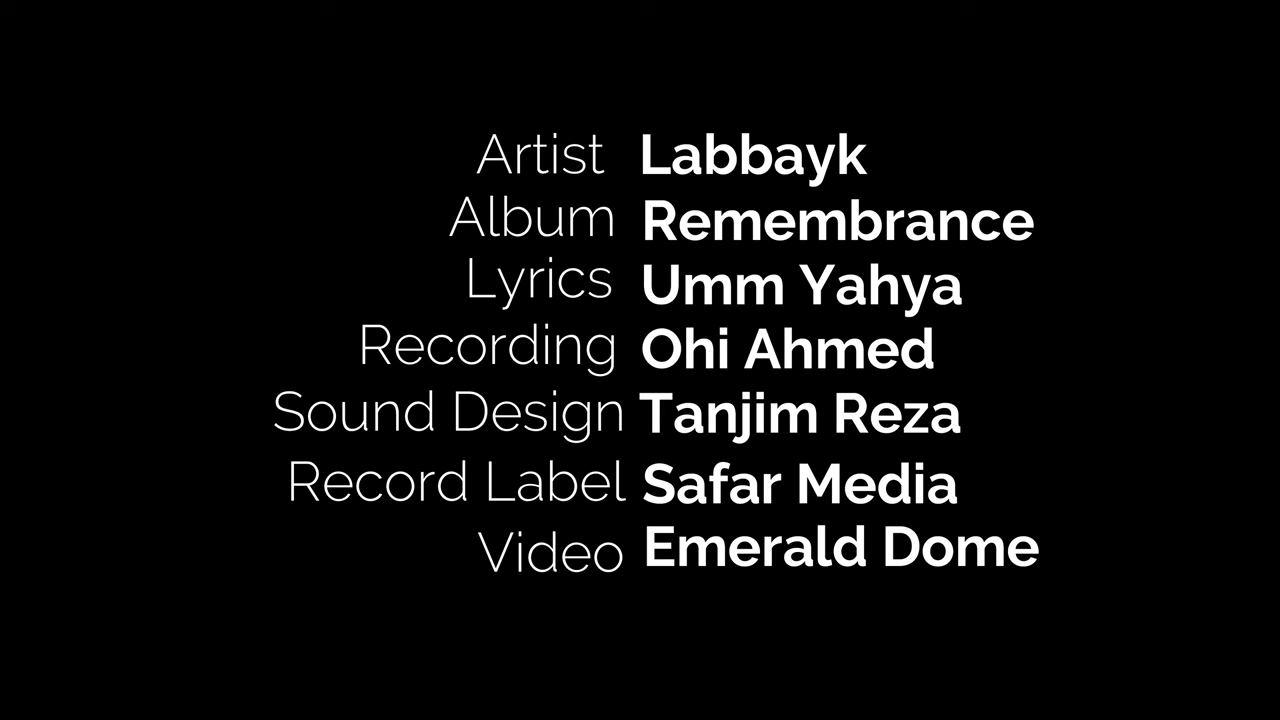 Artist Labbayk
Album Remembrance
Lyrics Umm Yahya
Recording Ohi Ahmed
Sound Design Tanjim Reza
Record Label Safar Media
Video Emerald Dome